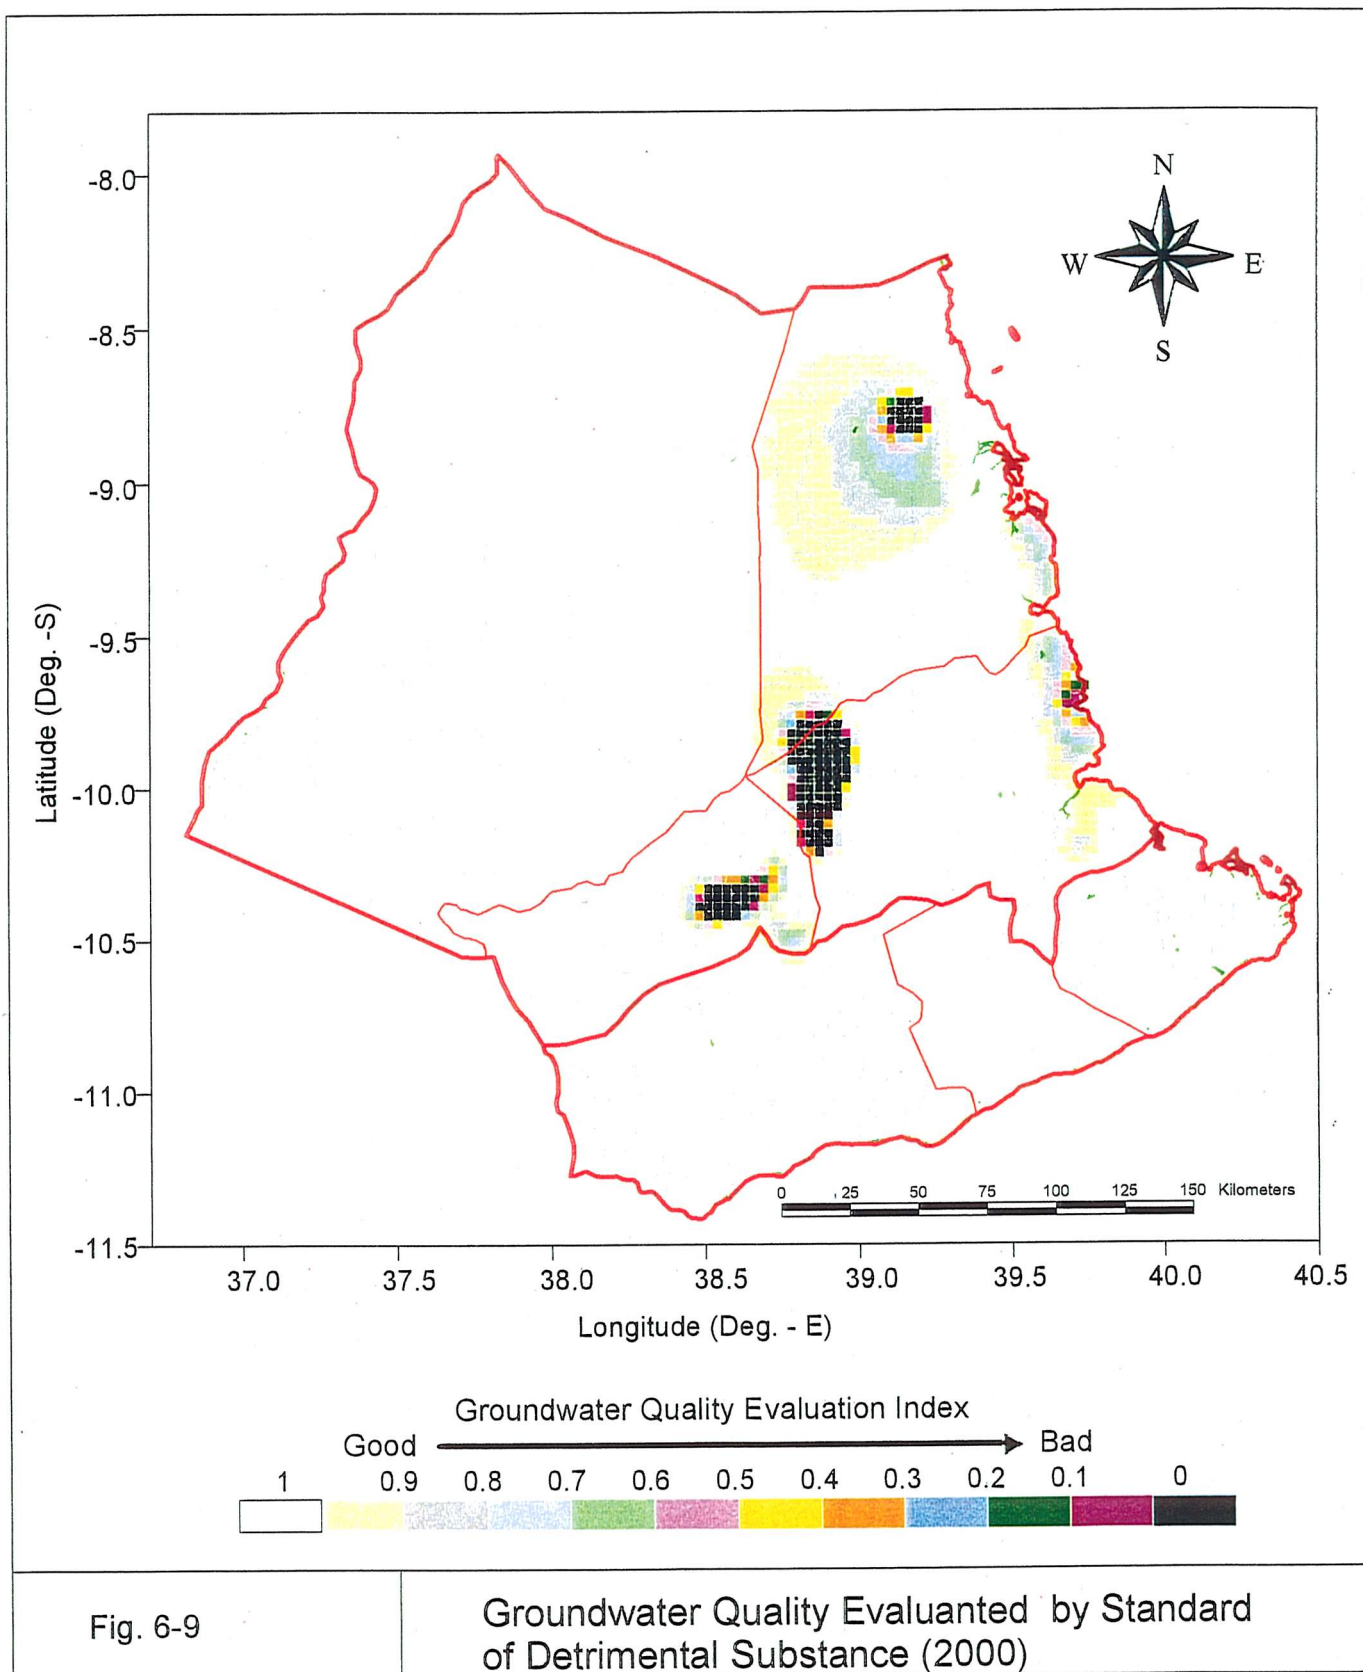 N
W E
S
-8.0
-8.5
-9.0
-9.5
-10.0
-10.5
-11.0
-11.5
Latitude (Deg. -S)
0 25 50 75 100 125 150 Kilometers
37.0 37.5 38.0 38.5 39.0 39.5 40.0 40.5
Longitude (Deg. - E)
Groundwater Quality Evaluation Index
Good Bad
1 0.9 0.8 0.7 0.6 0.5 0.4 0.3 0.2 0.1 0
Fig. 6-9
Groundwater Quality Evaluanted by Standard
of Detrimental Substance (2000)